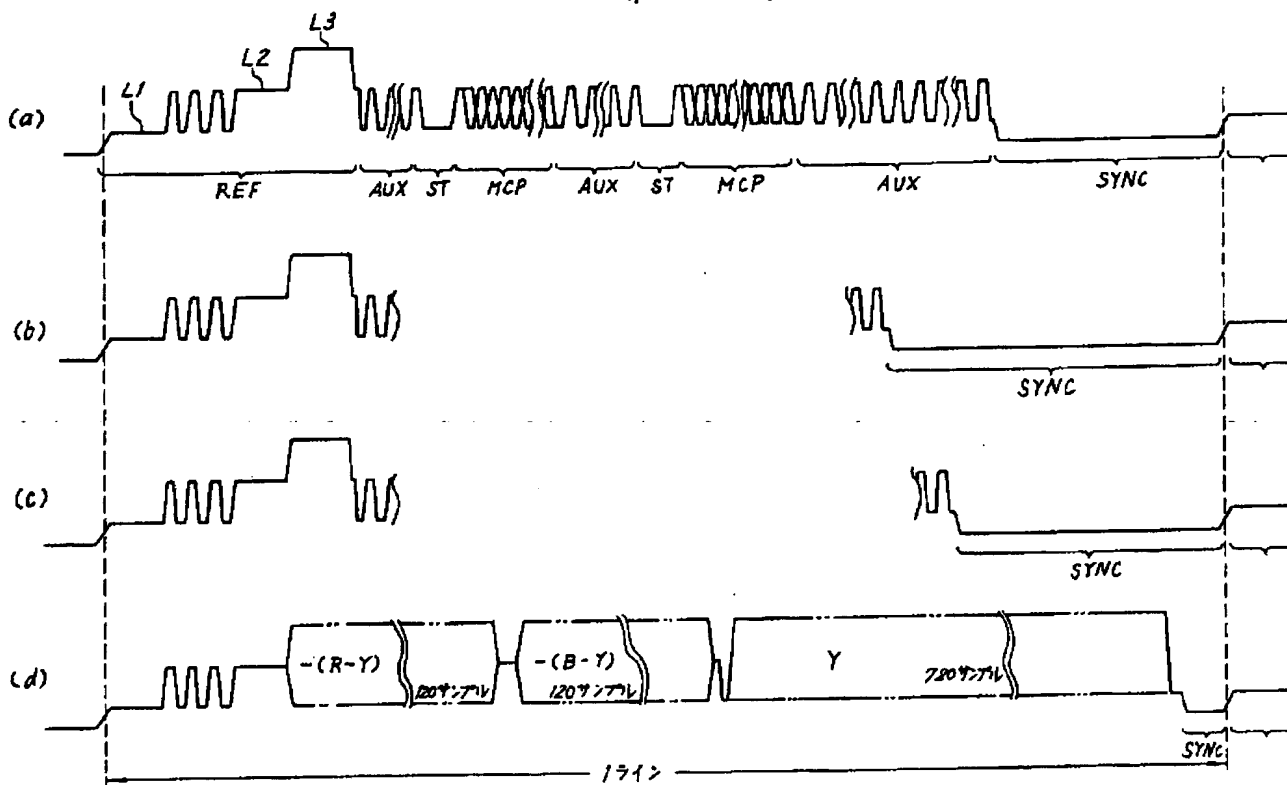 L3
L2
L1
(a)
REF AUX ST MCP AUX ST MCP AUX SYNC
(b)
SYNC
(c)
SYNC
(d)
-(R-Y) 120サンプル -(B-Y) 120サンプル Y 780サンプル
SYNC
1ライン